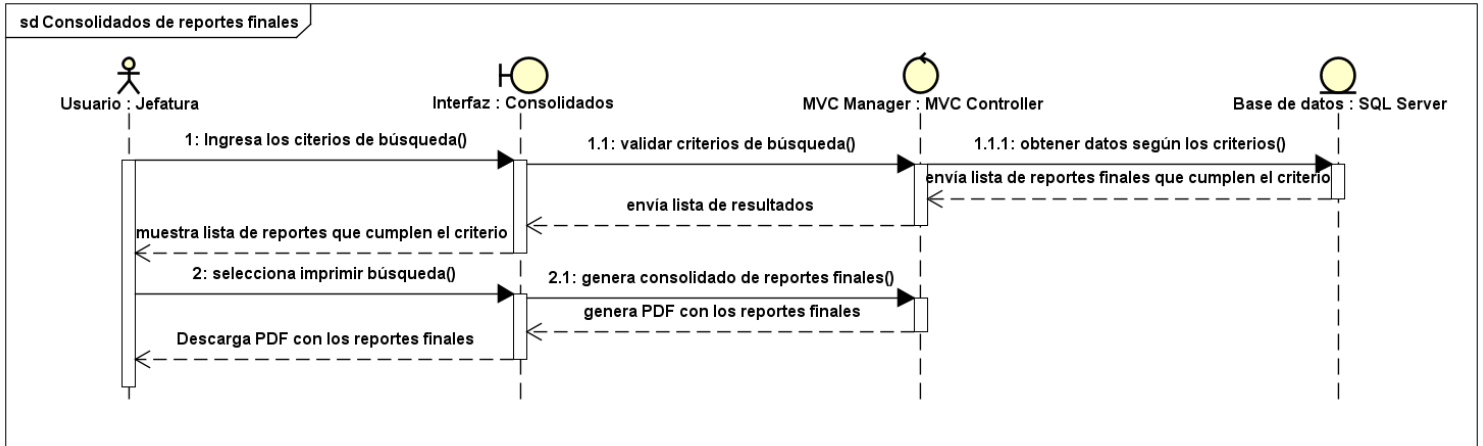 sd Consolidados de reportes finales
Usuario : Jefatura
Interfaz : Consolidados
MVC Manager : MVC Controller
Base de datos : SQL Server
1: Ingresa los citerios de búsqueda()
1.1: validar criterios de búsqueda()
1.1.1: obtener datos según los criterios()
envía lista de reportes finales que cumplen el criterio
envía lista de resultados
muestra lista de reportes que cumplen el criterio
2: selecciona imprimir búsqueda()
2.1: genera consolidado de reportes finales()
genera PDF con los reportes finales
Descarga PDF con los reportes finales